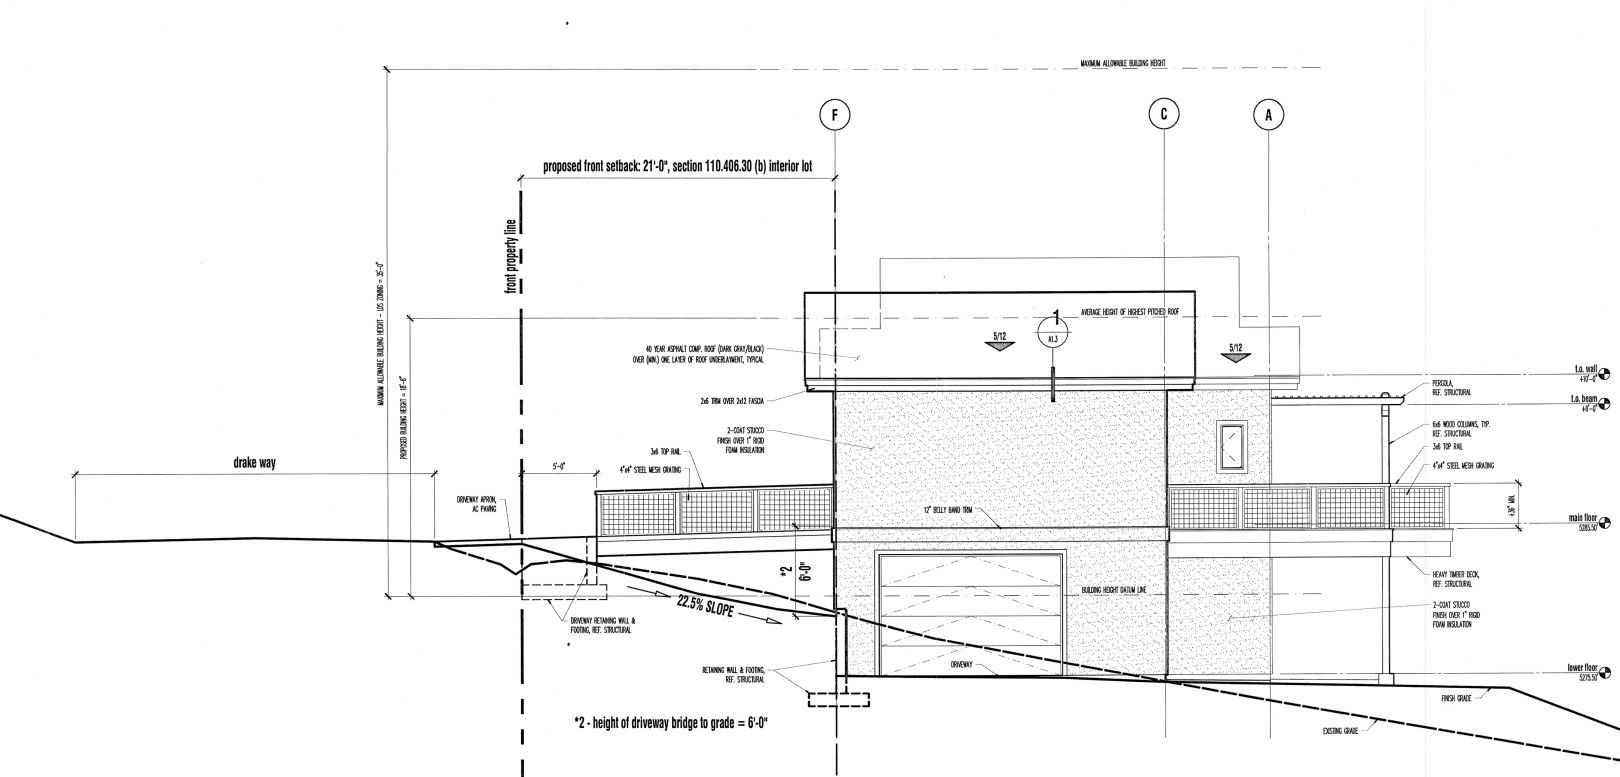 MAXIMUM ALLOWABLE BUILDING HEIGHT
F
C
A
proposed front setback: 21'-0", section 110.406.30 (b) interior lot
front property line
MAXIMUM ALLOWABLE BUILDING HEIGHT - LDS ZONING = 35'-0"
PROPOSED BUILDING HEIGHT = 18'-6"
1
A1.3
AVERAGE HEIGHT OF HIGHEST PITCHED ROOF
5/12
5/12
40 YEAR ASPHALT COMP. ROOF (DARK GRAY/BLACK)
OVER (MIN.) ONE LAYER OF ROOF UNDERLAYMENT, TYPICAL
2x6 TRIM OVER 2x12 FASCIA
2-COAT STUCCO
FINISH OVER 1" RIGID
FOAM INSULATION
3x6 TOP RAIL
4"x4" STEEL MESH GRATING
t.o. wall
+10'-0"
t.o. beam
+8'-0"
PERGOLA,
REF. STRUCTURAL
6x6 WOOD COLUMNS, TYP.
REF. STRUCTURAL
3x6 TOP RAIL
4"x4" STEEL MESH GRATING
+36" MIN.
drake way
5'-0"
DRIVEWAY APRON,
AC PAVING
12" BELLY BAND TRIM
main floor
5285.50'
*2
6'-0"
22.5% SLOPE
BUILDING HEIGHT DATUM LINE
HEAVY TIMBER DECK,
REF. STRUCTURAL
2-COAT STUCCO
FINISH OVER 1" RIGID
FOAM INSULATION
DRIVEWAY RETAINING WALL &
FOOTING, REF. STRUCTURAL
RETAINING WALL & FOOTING,
REF. STRUCTURAL
DRIVEWAY
lower floor
5275.50'
FINISH GRADE
EXISTING GRADE
*2 - height of driveway bridge to grade = 6'-0"